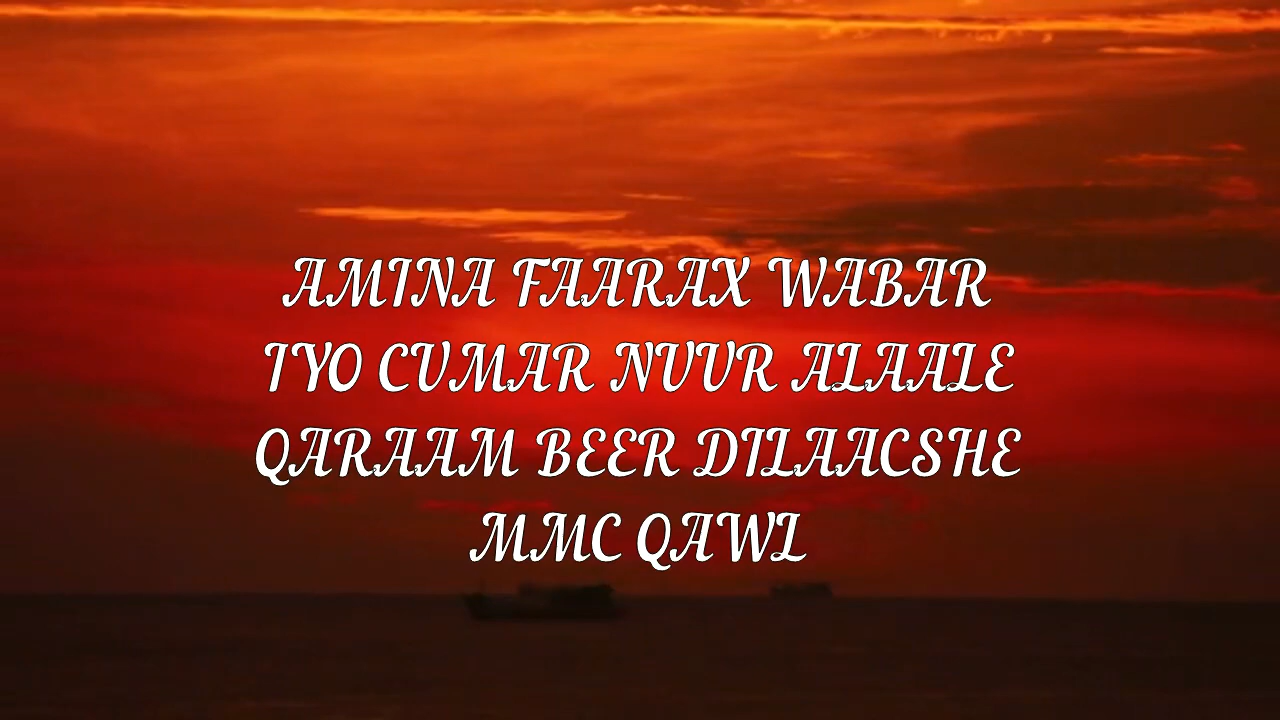 AMINA FAARAX WABAR
IYO CUMAR NUUR ALAALE
QARAAM BEER DILAACSHE
MMC QAWL